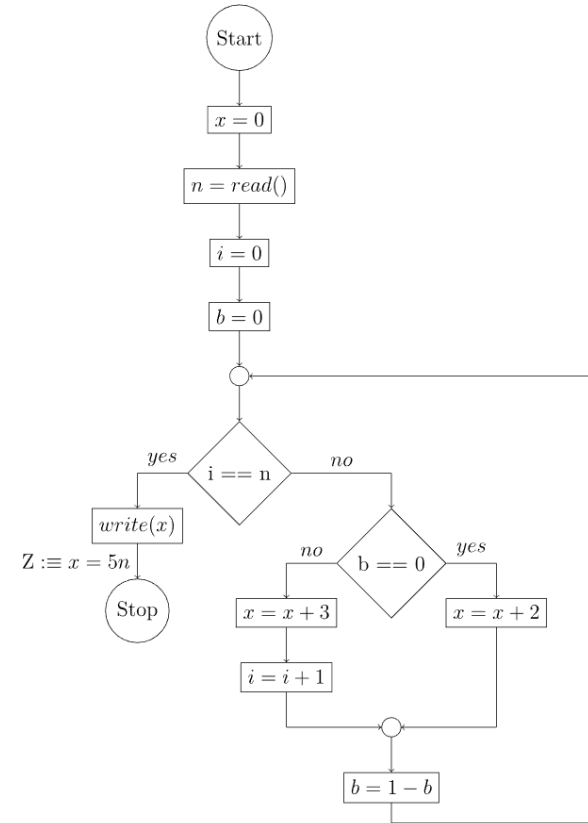 Start
x = 0
n = read()
i = 0
b = 0
i == n
yes
no
write(x)
Z :≡ x = 5n
Stop
b == 0
no
yes
x = x + 3
x = x + 2
i = i + 1
b = 1 − b